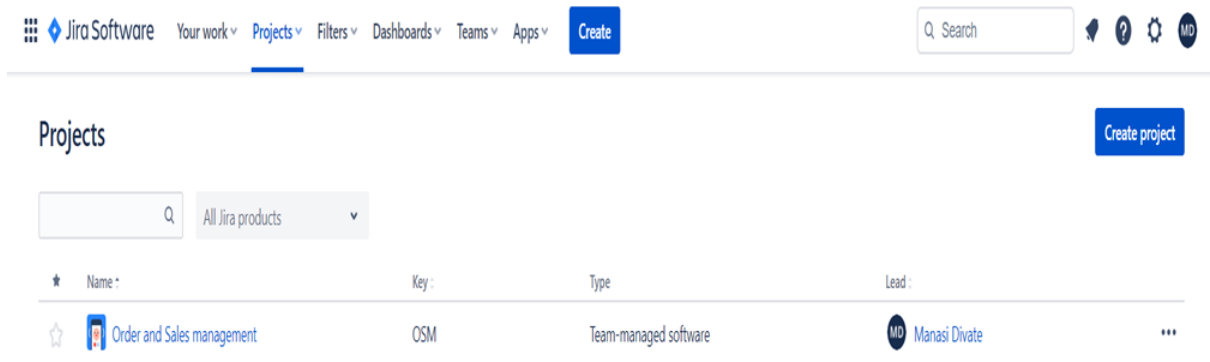 Jira Software Your work Projects Filters Dashboards Teams Apps Create Search MD
Projects
Create project
All Jira products
Name Key Type Lead
Order and Sales management OSM Team-managed software MD Manasi Divate